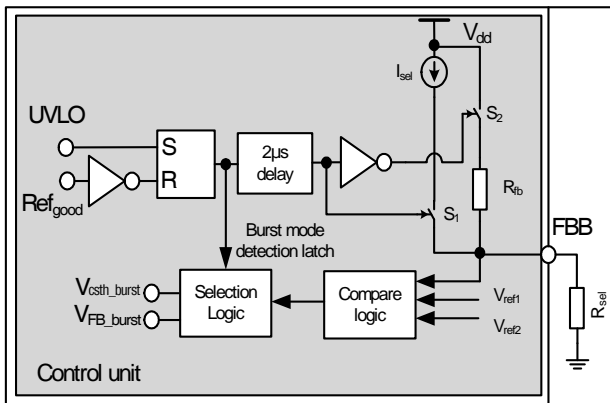 Vdd
Isel
UVLO
S2
S
2µs
delay
R
Refgood
Rfb
S1
FBB
Burst mode
detection latch
Vcsth_burst
VFB_burst
Selection
Logic
Compare
logic
Vref1
Vref2
Rsel
Control unit